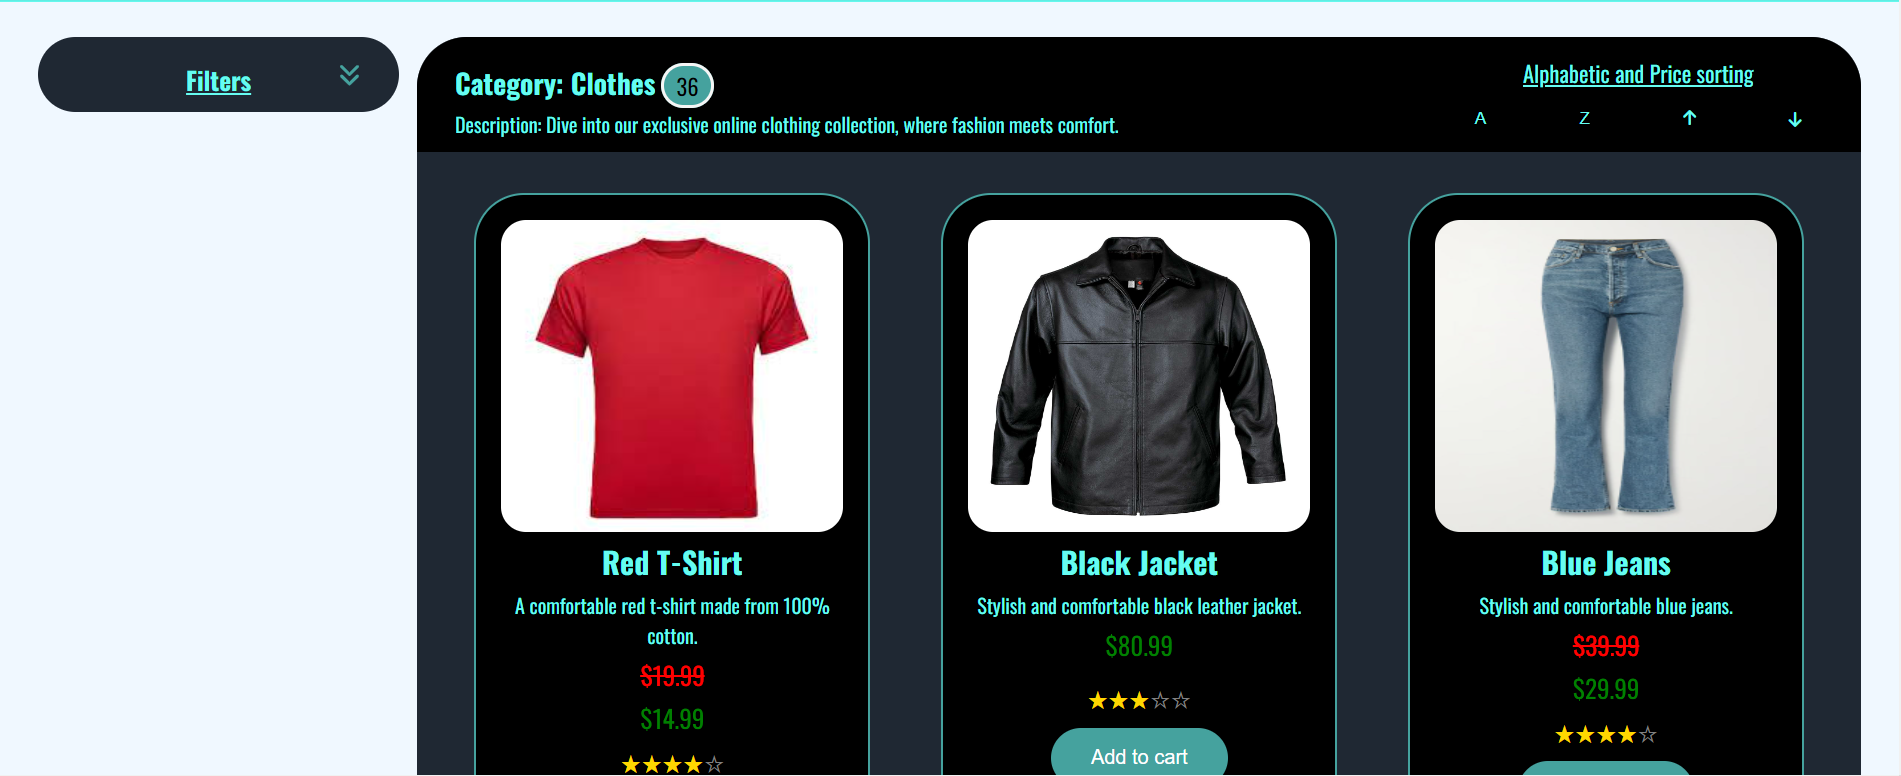 Filters
Category: Clothes 36
Description: Dive into our exclusive online clothing collection, where fashion meets comfort.
Alphabetic and Price sorting
A Z ↑ ↓
Red T-Shirt
A comfortable red t-shirt made from 100%
cotton.
$19.99
$14.99
★★★★☆
Black Jacket
Stylish and comfortable black leather jacket.
$80.99
★★★☆☆
Add to cart
Blue Jeans
Stylish and comfortable blue jeans.
$39.99
$29.99
★★★★☆